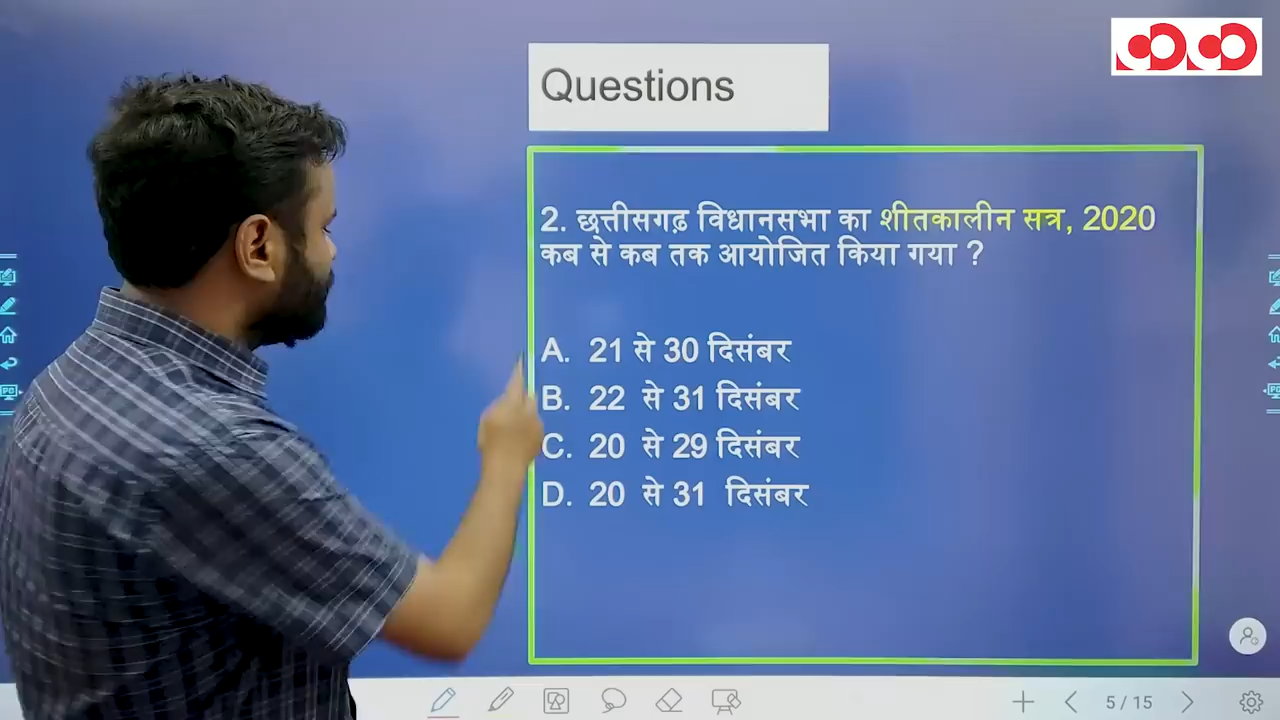 Questions
2. छत्तीसगढ़ विधानसभा का शीतकालीन सत्र, 2020
कब से कब तक आयोजित किया गया ?
A. 21 से 30 दिसंबर
B. 22 से 31 दिसंबर
C. 20 से 29 दिसंबर
D. 20 से 31 दिसंबर
5 / 15